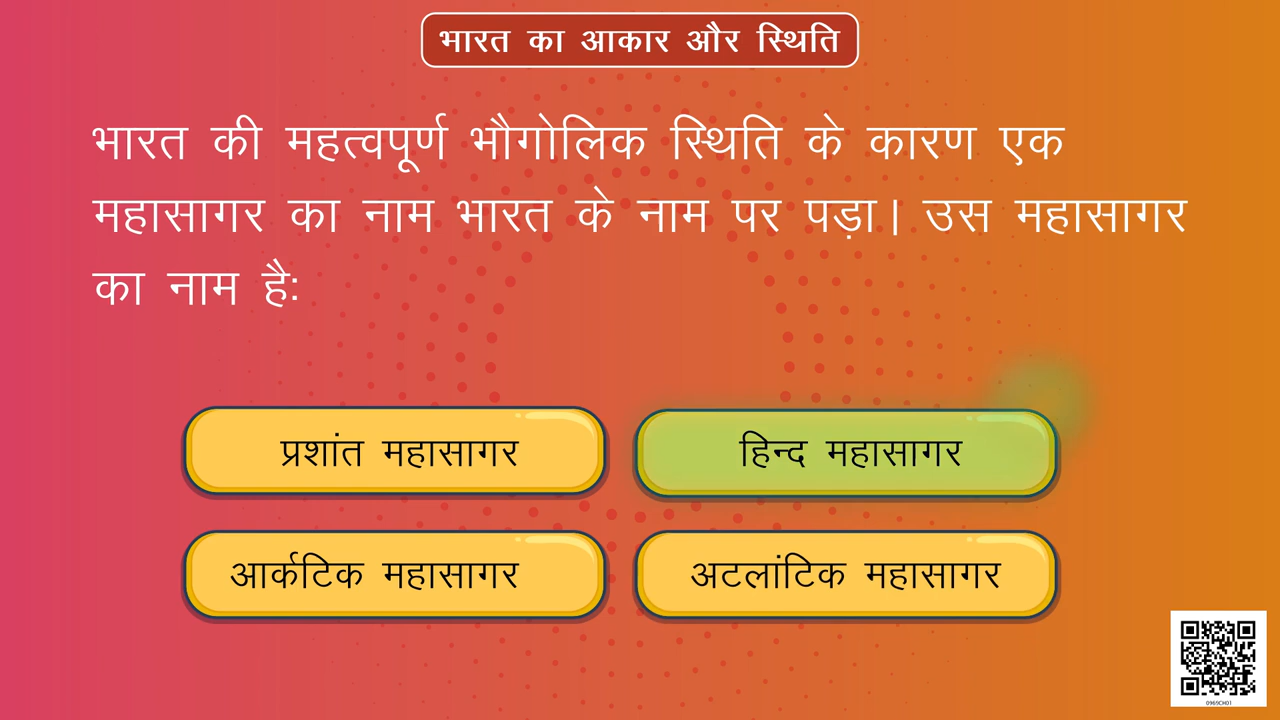 भारत का आकार और स्थिति
भारत की महत्वपूर्ण भौगोलिक स्थिति के कारण एक
महासागर का नाम भारत के नाम पर पड़ा। उस महासागर
का नाम है:
प्रशांत महासागर
हिन्द महासागर
आर्कटिक महासागर
अटलांटिक महासागर
0969CH01